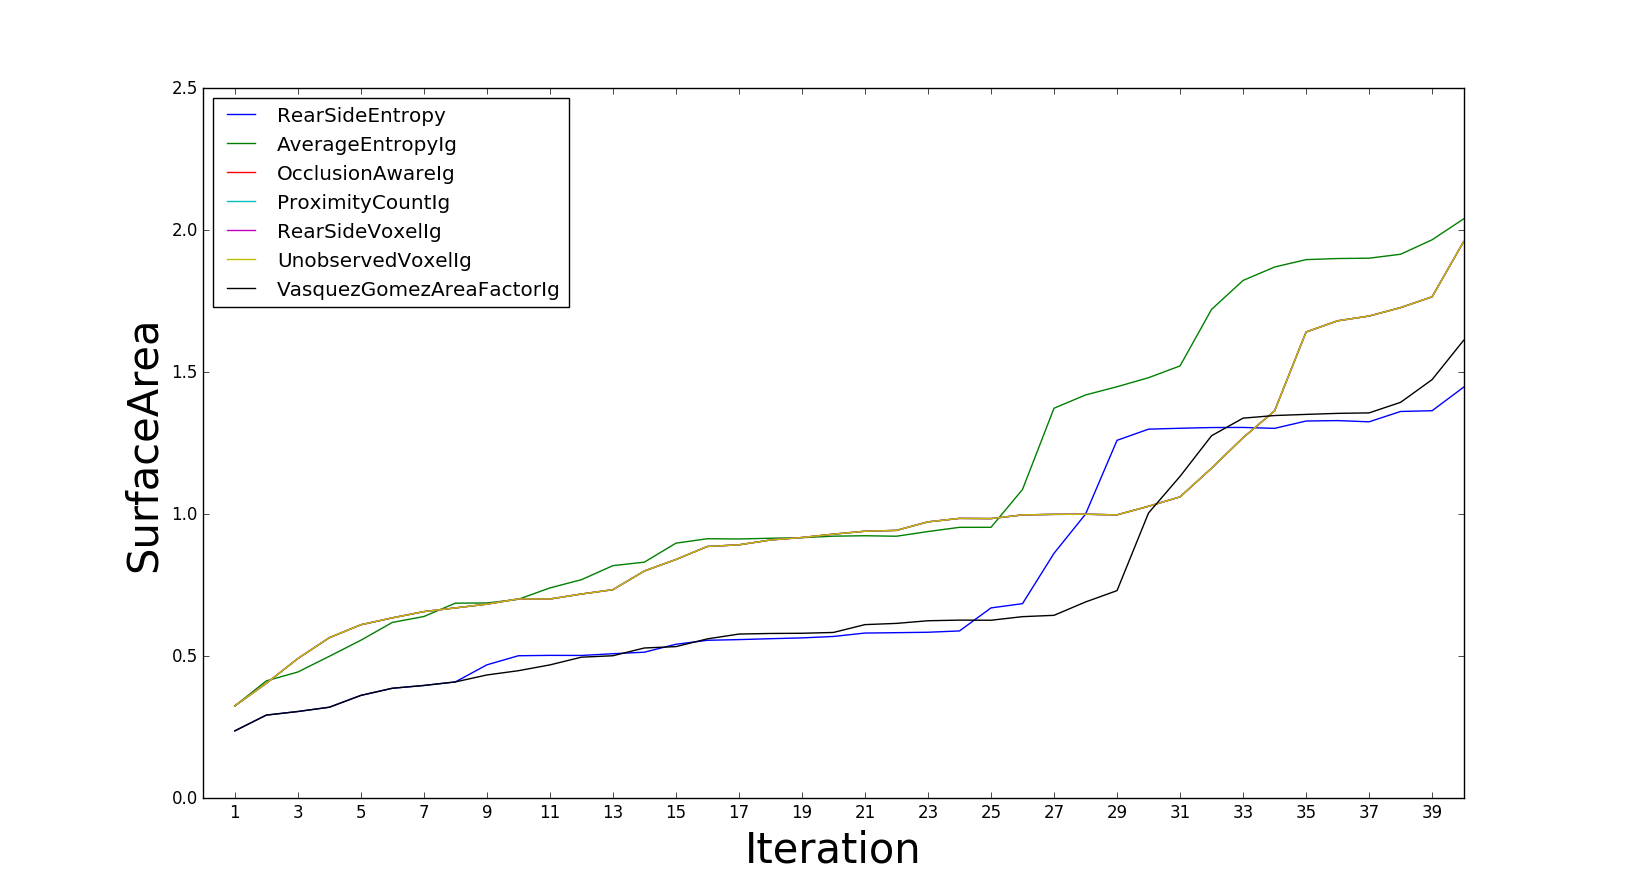 2.5
2.0
1.5
1.0
0.5
0.0
SurfaceArea
RearSideEntropy
AverageEntropyIg
OcclusionAwareIg
ProximityCountIg
RearSideVoxelIg
UnobservedVoxelIg
VasquezGomezAreaFactorIg
1 3 5 7 9 11 13 15 17 19 21 23 25 27 29 31 33 35 37 39
Iteration